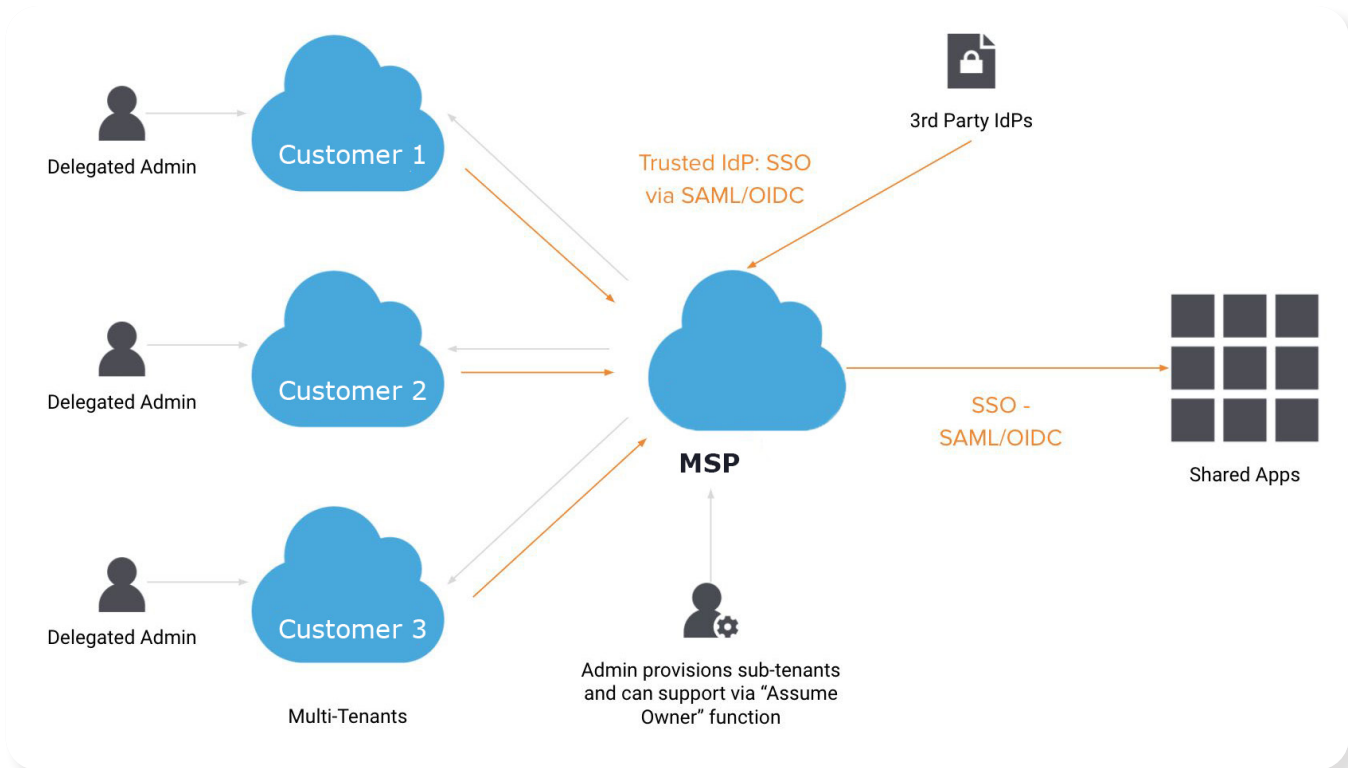 3rd Party IdPs
Customer 1
Delegated Admin
Trusted IdP: SSO
via SAML/OIDC
Customer 2
Delegated Admin
SSO -
SAML/OIDC
MSP
Shared Apps
Customer 3
Delegated Admin
Admin provisions sub-tenants
and can support via “Assume
Owner” function
Multi-Tenants